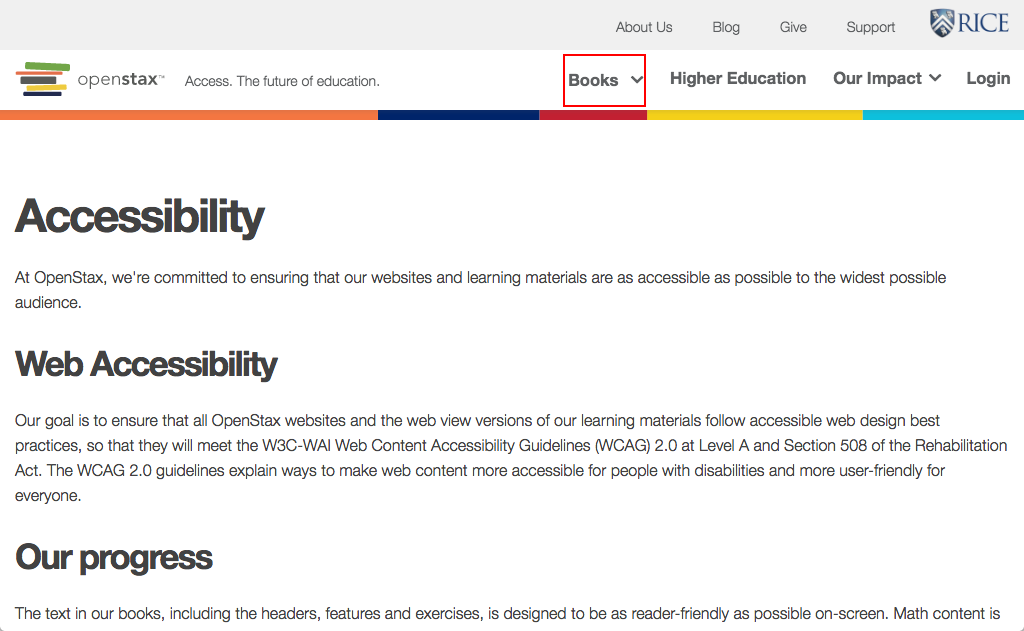 About Us Blog Give Support RICE
openstax™ Access. The future of education. Books Higher Education Our Impact Login
Accessibility
At OpenStax, we're committed to ensuring that our websites and learning materials are as accessible as possible to the widest possible
audience.
Web Accessibility
Our goal is to ensure that all OpenStax websites and the web view versions of our learning materials follow accessible web design best
practices, so that they will meet the W3C-WAI Web Content Accessibility Guidelines (WCAG) 2.0 at Level A and Section 508 of the Rehabilitation
Act. The WCAG 2.0 guidelines explain ways to make web content more accessible for people with disabilities and more user-friendly for
everyone.
Our progress
The text in our books, including the headers, features and exercises, is designed to be as reader-friendly as possible on-screen. Math content is